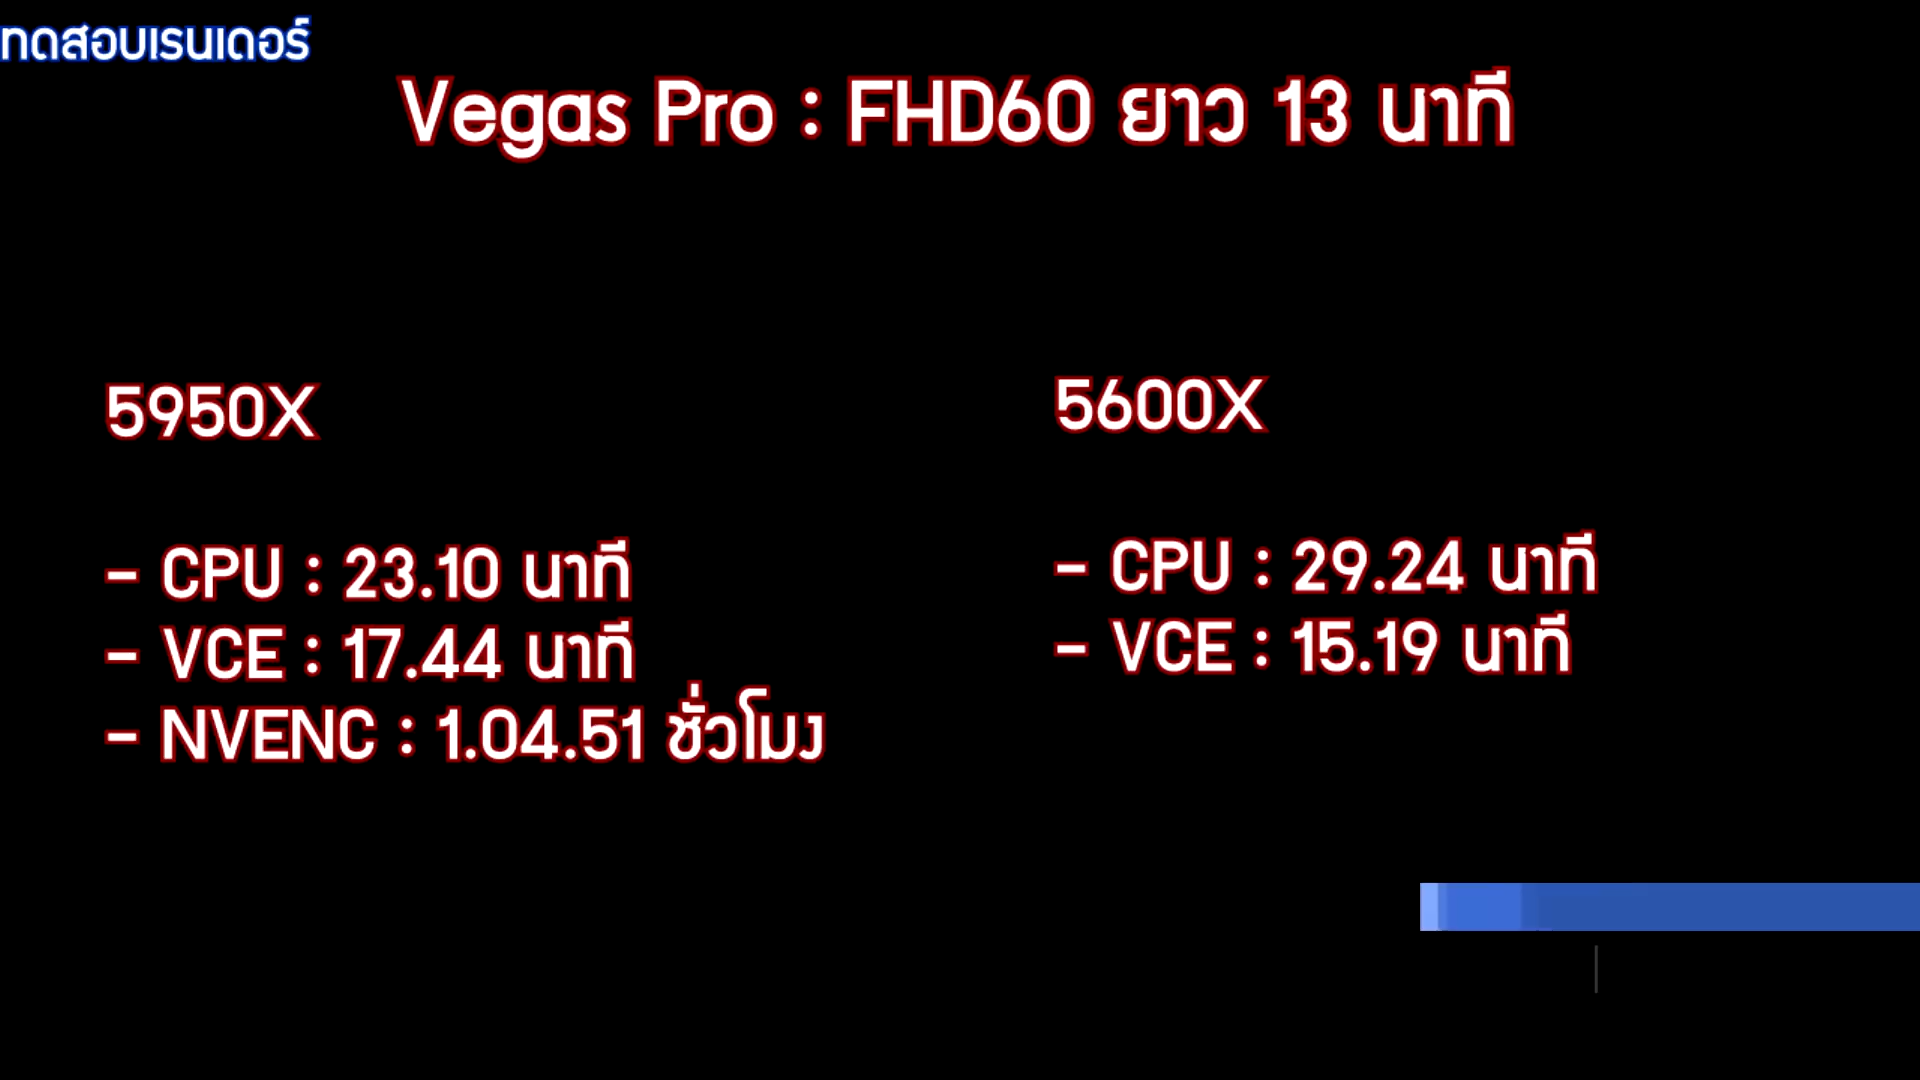 ทดสอบเรนเดอร์
Vegas Pro : FHD60 ยาว 13 นาที
5950X
- CPU : 23.10 นาที
- VCE : 17.44 นาที
- NVENC : 1.04.51 ชั่วโมง
5600X
- CPU : 29.24 นาที
- VCE : 15.19 นาที